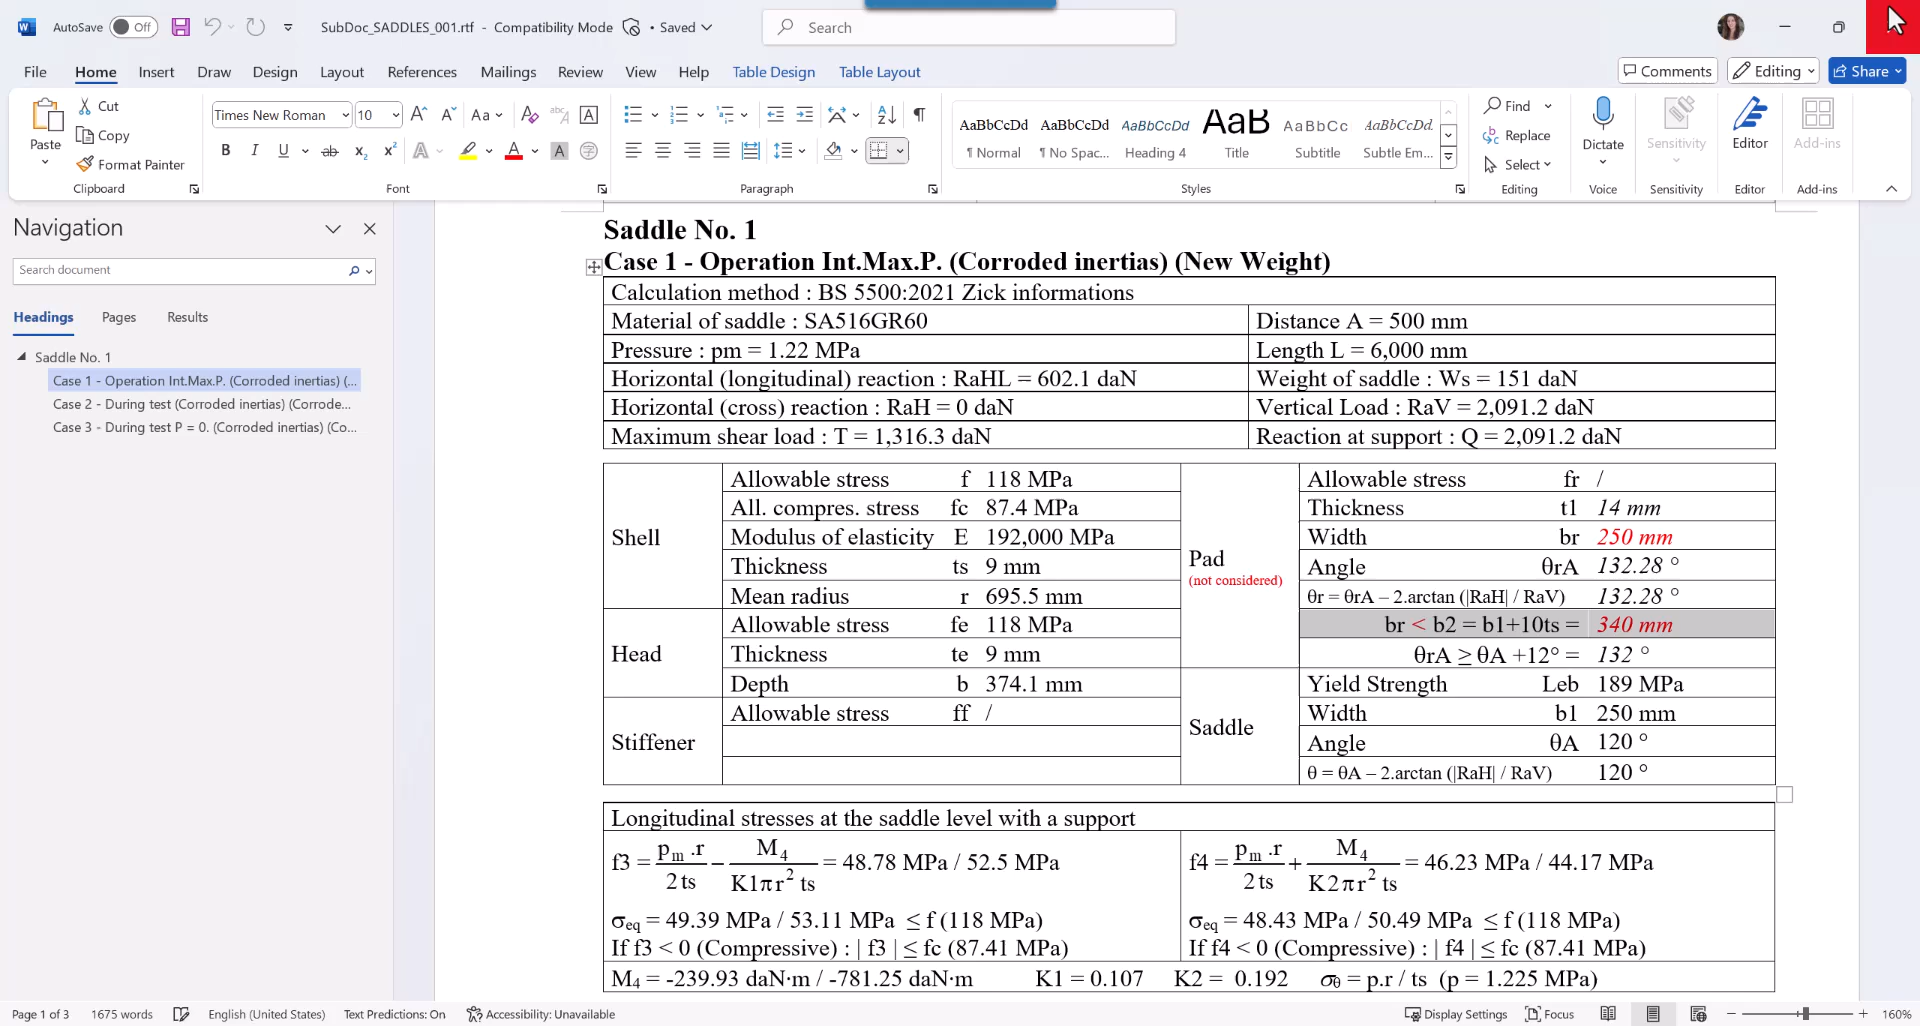 AutoSave Off SubDoc_SADDLES_001.rtf - Compatibility Mode • Saved Search
File Home Insert Draw Design Layout References Mailings Review View Help Table Design Table Layout Comments Editing Share
Paste Cut Copy Format Painter Clipboard
Times New Roman 10 Aa
B I U ab x₂ x² A A A
Font
Paragraph
AaBbCcDd AaBbCcDd AaBbCcDd AaB AaBbCc AaBbCcDd
¶ Normal ¶ No Spac... Heading 4 Title Subtitle Subtle Em...
Styles
Find Replace Select Editing
Dictate Voice
Sensitivity Sensitivity
Editor Editor
Add-ins Add-ins
Navigation
Search document
Headings Pages Results
Saddle No. 1
Case 1 - Operation Int.Max.P. (Corroded inertias) (...
Case 2 - During test (Corroded inertias) (Corrode...
Case 3 - During test P = 0. (Corroded inertias) (Co...
Saddle No. 1
Case 1 - Operation Int.Max.P. (Corroded inertias) (New Weight)
Calculation method : BS 5500:2021 Zick informations
Material of saddle : SA516GR60 Distance A = 500 mm
Pressure : pm = 1.22 MPa Length L = 6,000 mm
Horizontal (longitudinal) reaction : RaHL = 602.1 daN Weight of saddle : Ws = 151 daN
Horizontal (cross) reaction : RaH = 0 daN Vertical Load : RaV = 2,091.2 daN
Maximum shear load : T = 1,316.3 daN Reaction at support : Q = 2,091.2 daN
Shell
Allowable stress f 118 MPa
All. compres. stress fc 87.4 MPa
Modulus of elasticity E 192,000 MPa
Thickness ts 9 mm
Mean radius r 695.5 mm
Head
Allowable stress fe 118 MPa
Thickness te 9 mm
Depth b 374.1 mm
Stiffener
Allowable stress ff /
Pad
(not considered)
Allowable stress fr /
Thickness t1 14 mm
Width br 250 mm
Angle θrA 132.28 °
θr = θrA – 2.arctan (|RaH| / RaV) 132.28 °
br < b2 = b1+10ts = 340 mm
θrA ≥ θA +12° = 132 °
Saddle
Yield Strength Leb 189 MPa
Width b1 250 mm
Angle θA 120 °
θ = θA – 2.arctan (|RaH| / RaV) 120 °
Longitudinal stresses at the saddle level with a support
f3 = pm .r / 2 ts − M4 / K1πr² ts = 48.78 MPa / 52.5 MPa
σeq = 49.39 MPa / 53.11 MPa ≤ f (118 MPa)
If f3 < 0 (Compressive) : | f3 | ≤ fc (87.41 MPa)
f4 = pm .r / 2 ts + M4 / K2πr² ts = 46.23 MPa / 44.17 MPa
σeq = 48.43 MPa / 50.49 MPa ≤ f (118 MPa)
If f4 < 0 (Compressive) : | f4 | ≤ fc (87.41 MPa)
M4 = -239.93 daN·m / -781.25 daN·m K1 = 0.107 K2 = 0.192 σθ = p.r / ts (p = 1.225 MPa)
Page 1 of 3 1675 words English (United States) Text Predictions: On Accessibility: Unavailable Display Settings Focus 160%